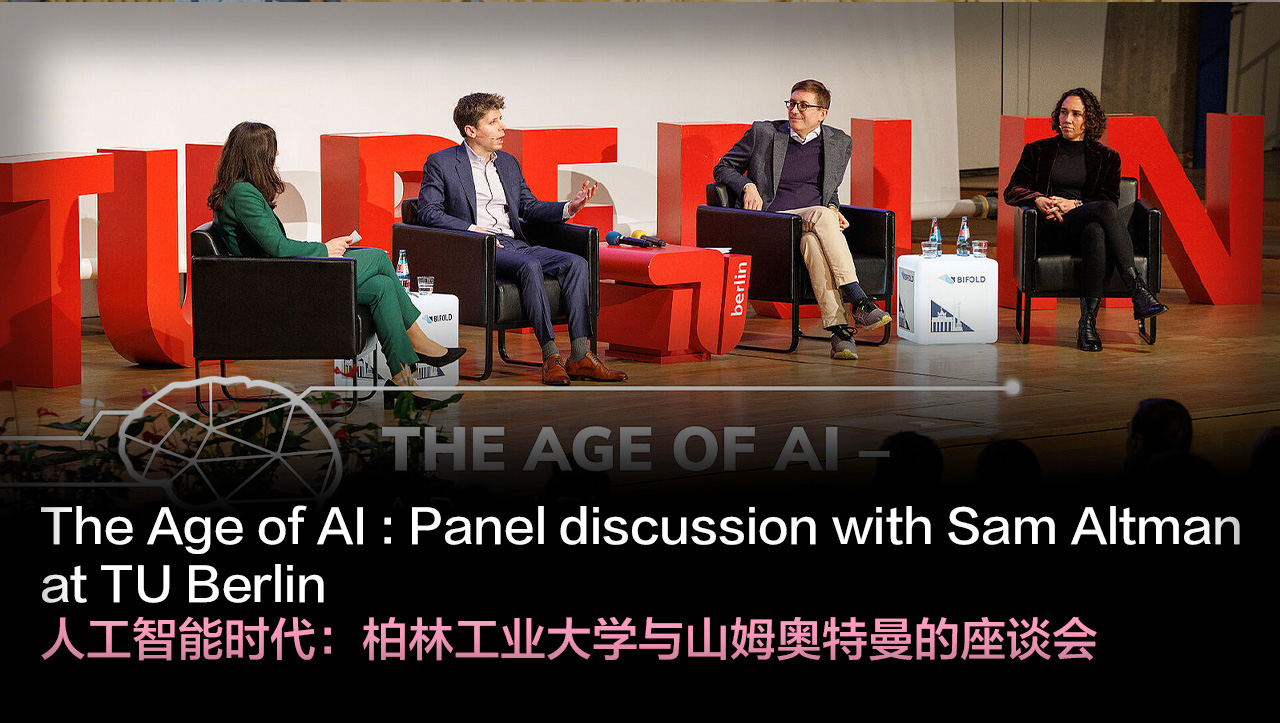 TU BERLIN
berlin
BIFOLD
BIFOLD
THE AGE OF AI –
The Age of AI : Panel discussion with Sam Altman
at TU Berlin
人工智能时代：柏林工业大学与山姆奥特曼的座谈会